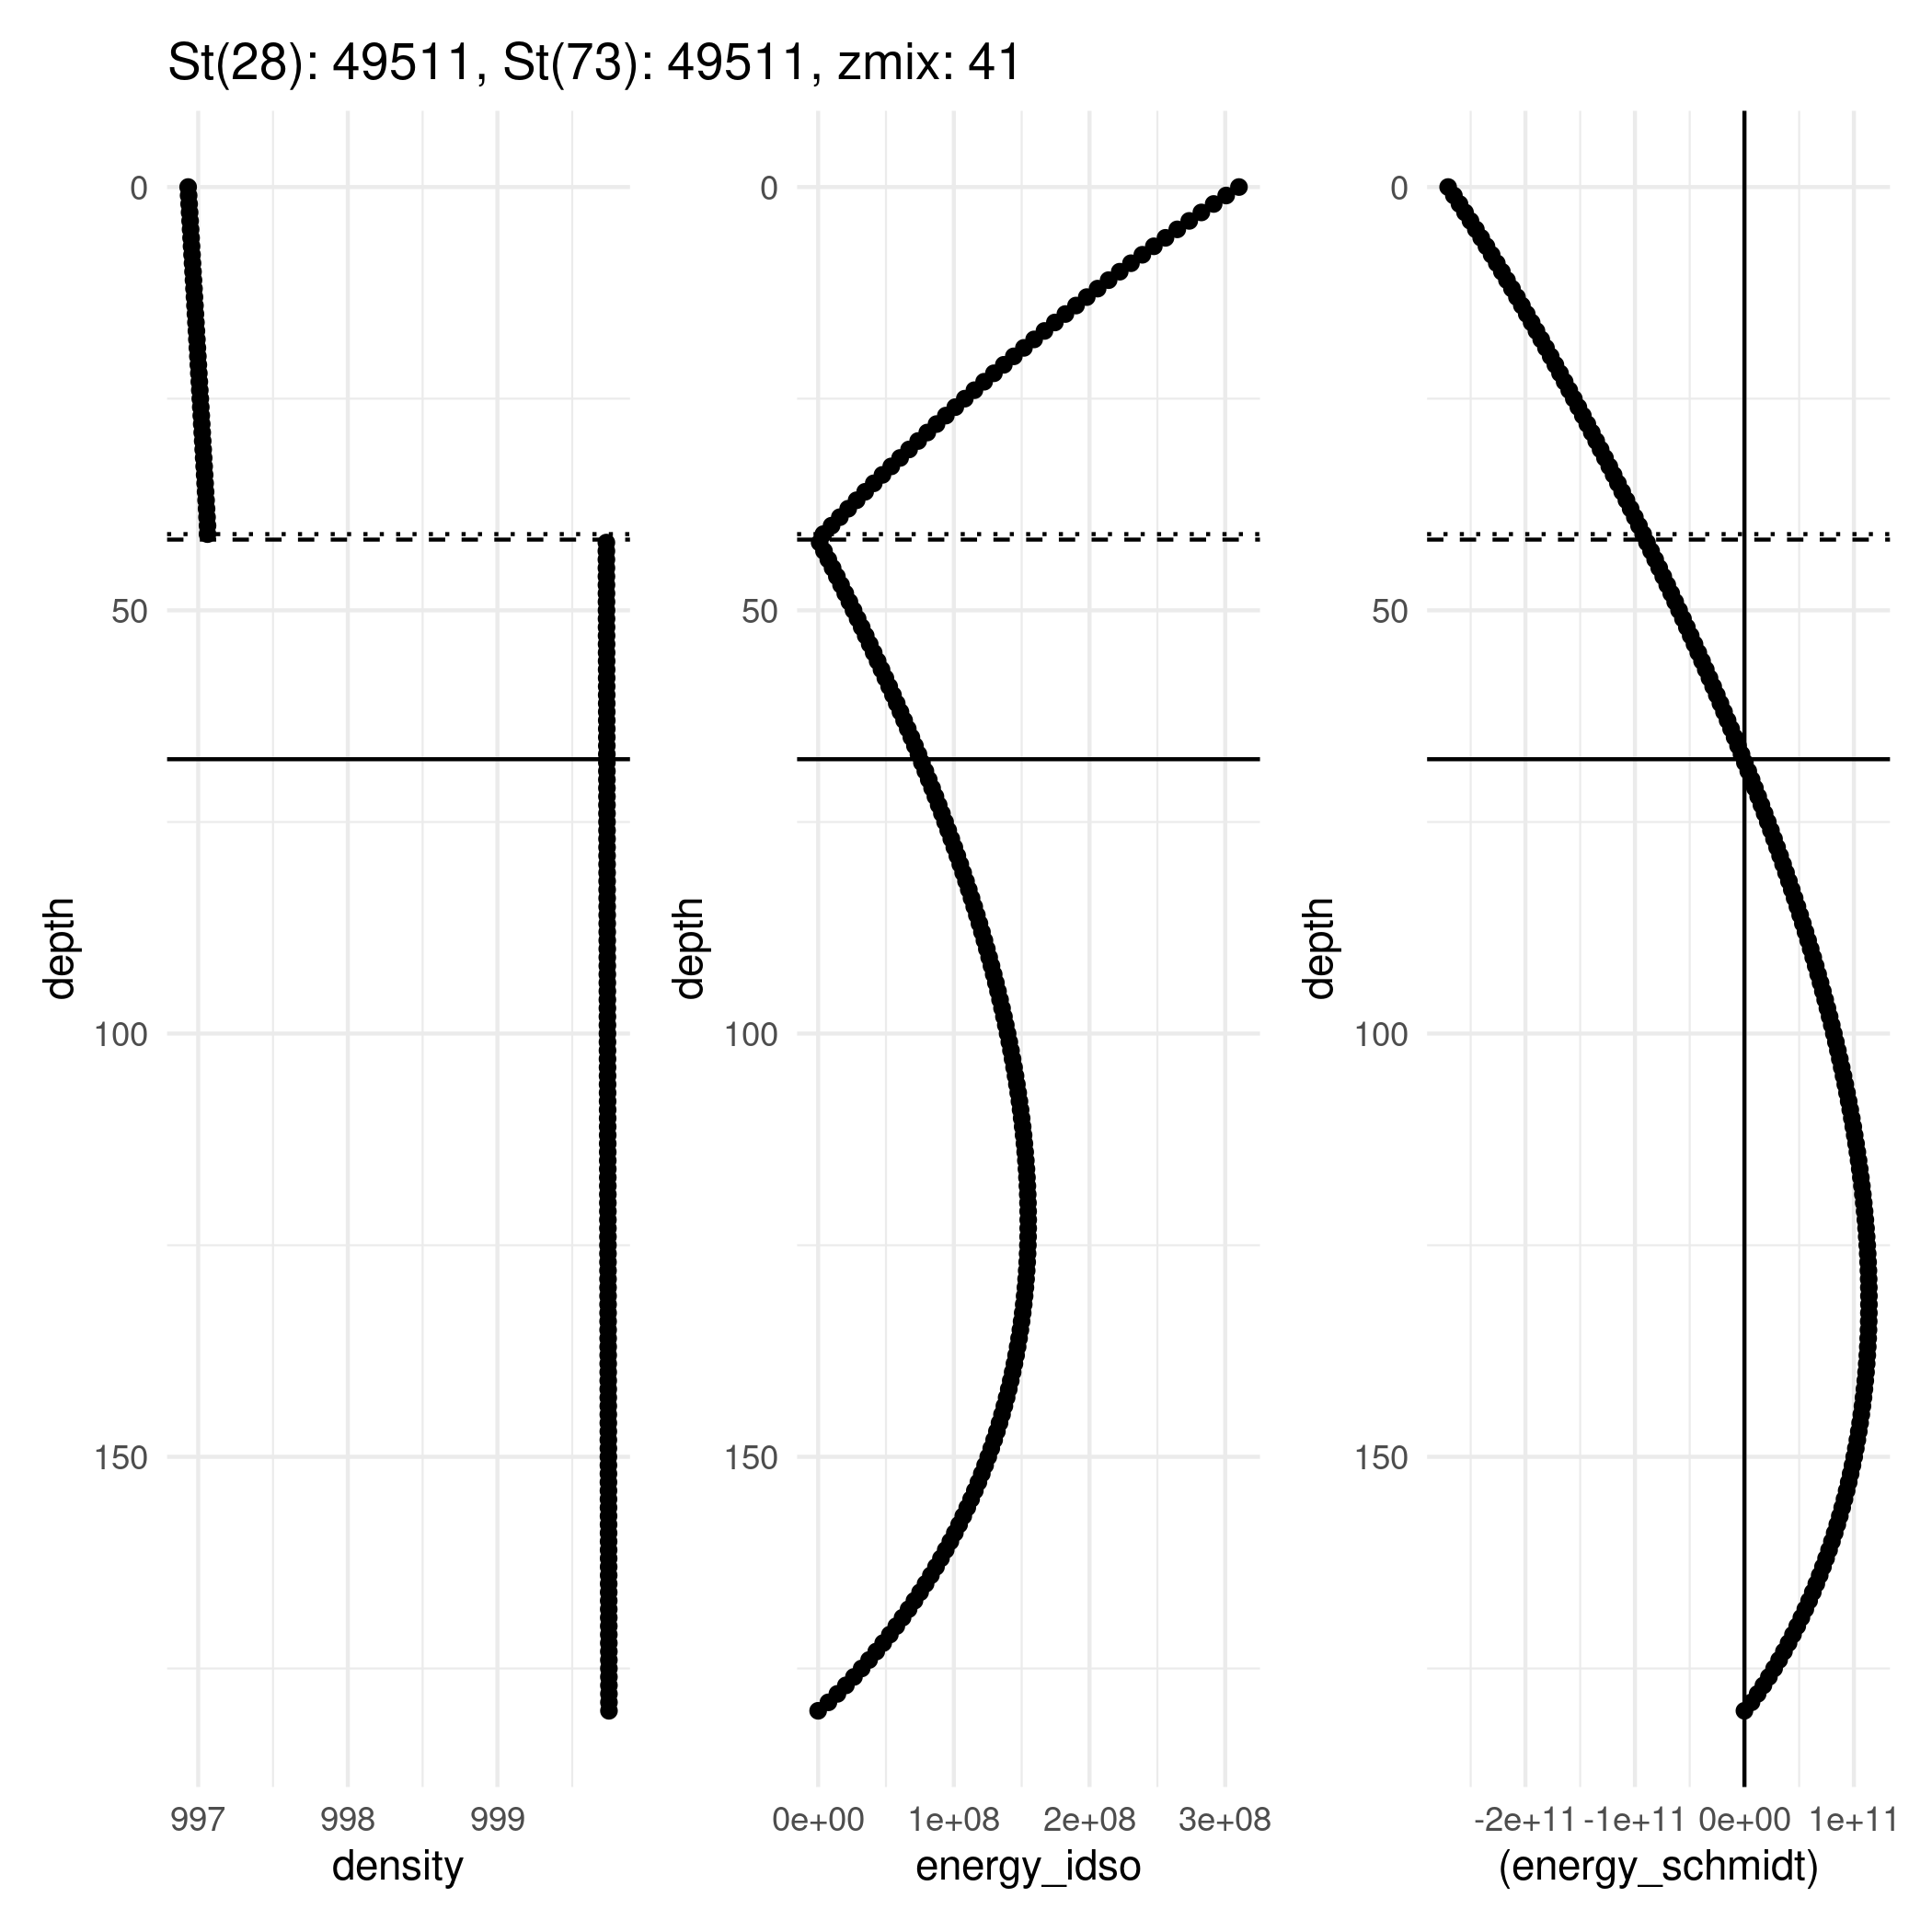 St(28): 49511, St(73): 49511, zmix: 41
0
50
100
150
depth
997 998 999
density
0
50
100
150
depth
0e+00 1e+08 2e+08 3e+08
energy_idso
0
50
100
150
depth
-2e+11 -1e+11 0e+00 1e+11
(energy_schmidt)